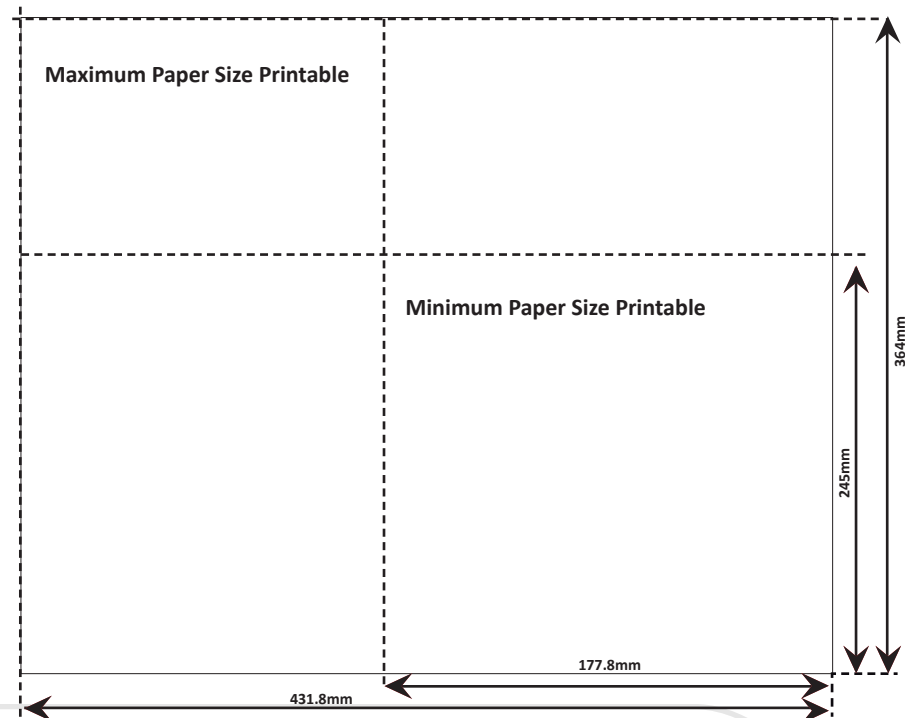 Maximum Paper Size Printable
Minimum Paper Size Printable
364mm
245mm
177.8mm
431.8mm